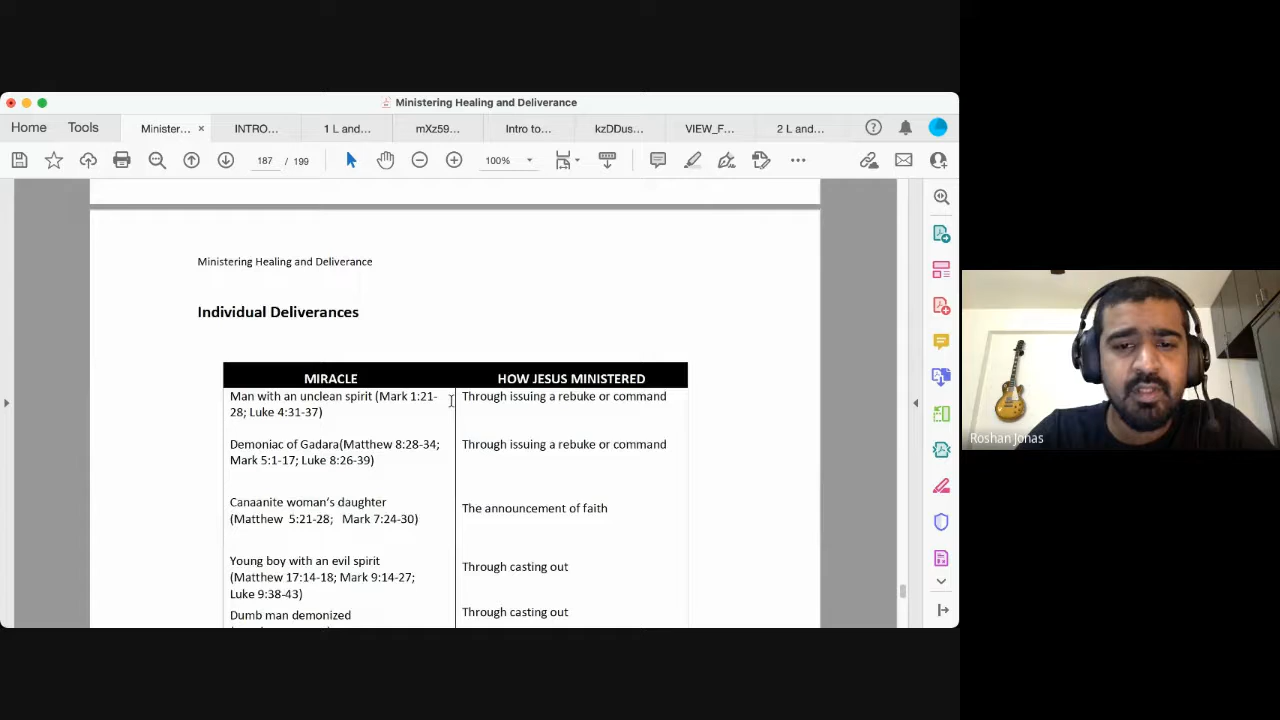 Ministering Healing and Deliverance
Home Tools Minister... × INTRO... 1 L and... mXz59... Intro to... kzDDus... VIEW_F... 2 L and...
187 / 199 100%
Ministering Healing and Deliverance
Individual Deliverances
MIRACLE HOW JESUS MINISTERED
Man with an unclean spirit (Mark 1:21- Through issuing a rebuke or command
28; Luke 4:31-37)
Demoniac of Gadara(Matthew 8:28-34; Through issuing a rebuke or command
Mark 5:1-17; Luke 8:26-39)
Canaanite woman's daughter
The announcement of faith
(Matthew 5:21-28; Mark 7:24-30)
Young boy with an evil spirit
Through casting out
(Matthew 17:14-18; Mark 9:14-27;
Luke 9:38-43)
Dumb man demonized Through casting out
Roshan Jonas